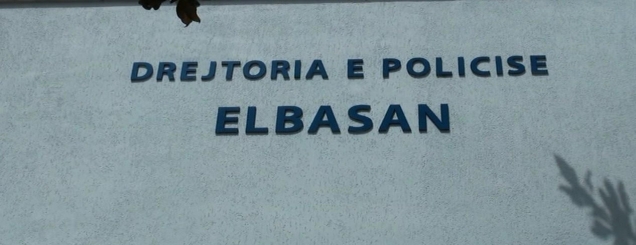 DREJTORIA E POLICISE
ELBASAN